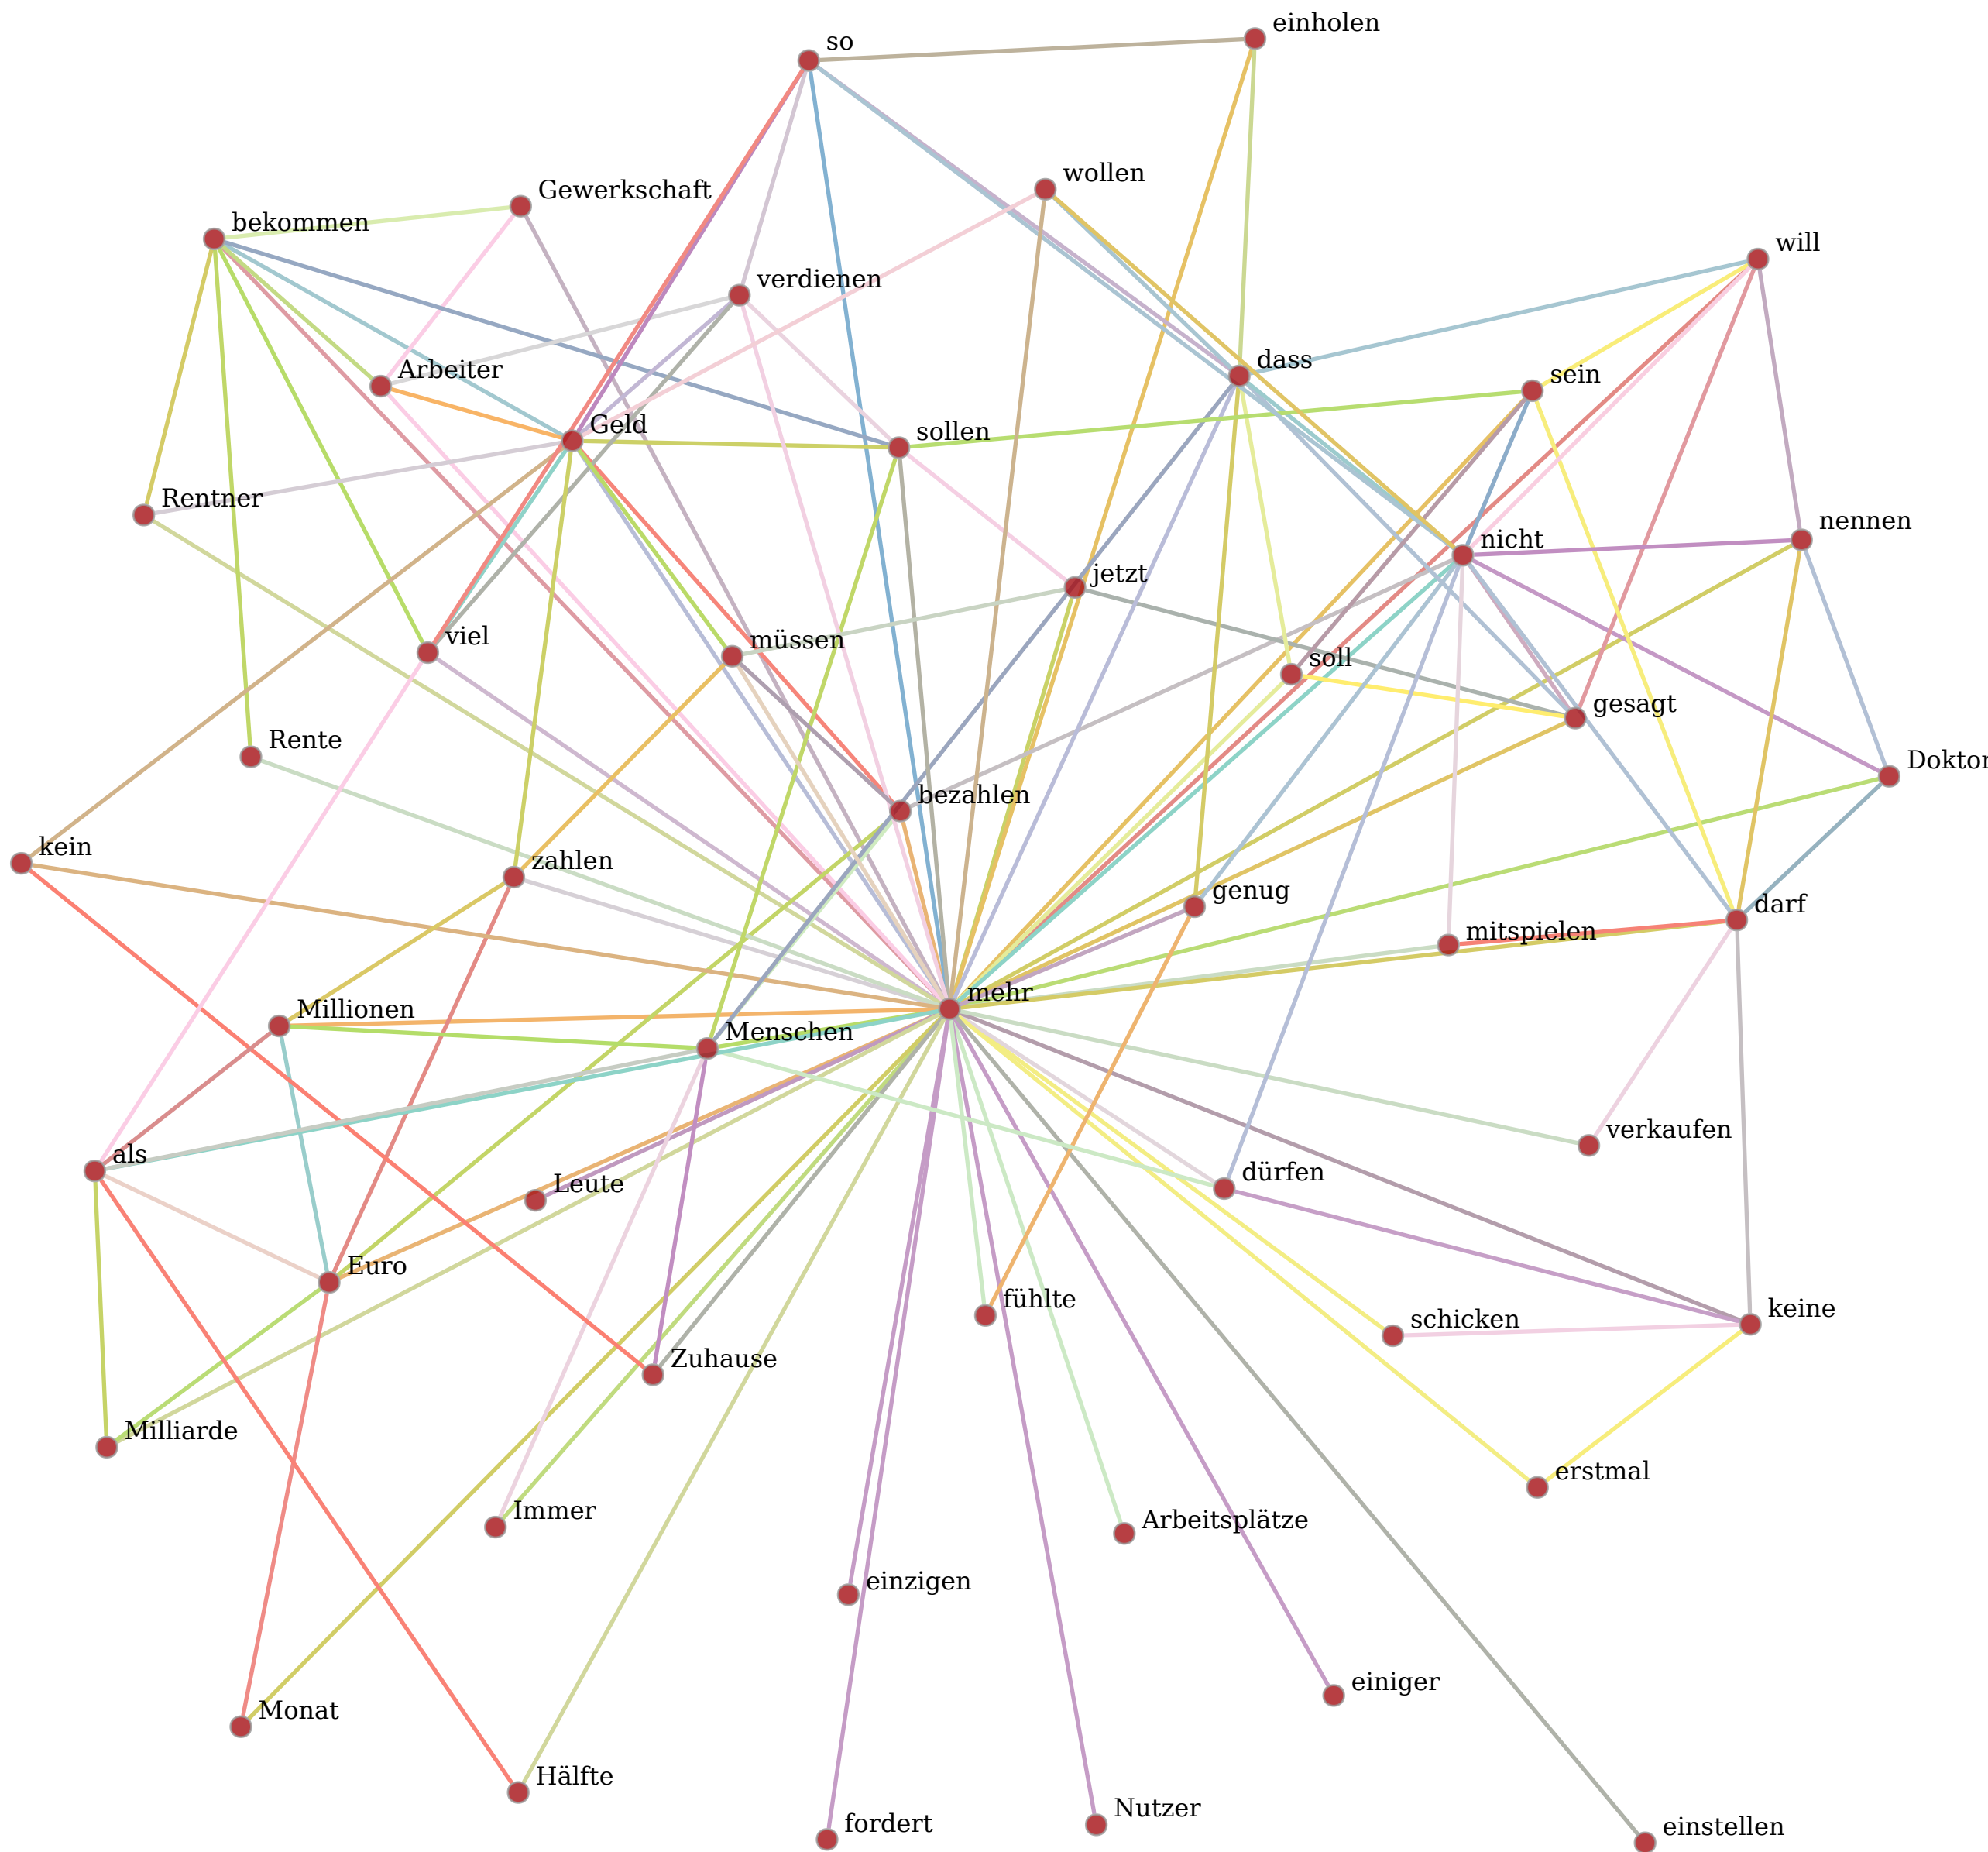 einholen
so
wollen
Gewerkschaft
bekommen
will
verdienen
dass
Arbeiter
sein
Geld
sollen
Rentner
nennen
nicht
jetzt
viel
müssen
soll
gesagt
Rente
Doktor
bezahlen
kein
zahlen
genug
darf
mitspielen
mehr
Millionen
Menschen
verkaufen
als
dürfen
Leute
Euro
fühlte
keine
schicken
Zuhause
Milliarde
erstmal
Immer
Arbeitsplätze
einzigen
einiger
Monat
Hälfte
Nutzer
fordert
einstellen